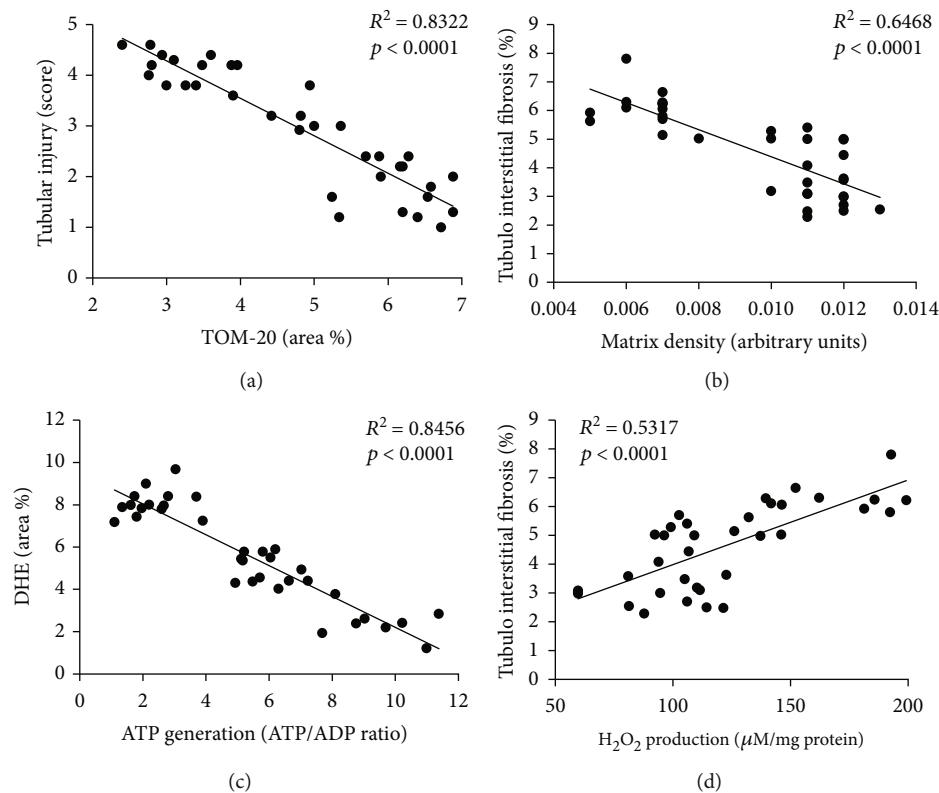 R² = 0.8322
p < 0.0001
Tubular injury (score)
5
4
3
2
1
0
2 3 4 5 6 7
TOM-20 (area %)
(a)
R² = 0.6468
p < 0.0001
Tubulo interstitial fibrosis (%)
9
8
7
6
5
4
3
2
1
0
0.004 0.006 0.008 0.010 0.012 0.014
Matrix density (arbitrary units)
(b)
R² = 0.8456
p < 0.0001
DHE (area %)
12
10
8
6
4
2
0
0 2 4 6 8 10 12
ATP generation (ATP/ADP ratio)
(c)
R² = 0.5317
p < 0.0001
Tubulo interstitial fibrosis (%)
9
8
7
6
5
4
3
2
1
0
50 100 150 200
H₂O₂ production (μM/mg protein)
(d)